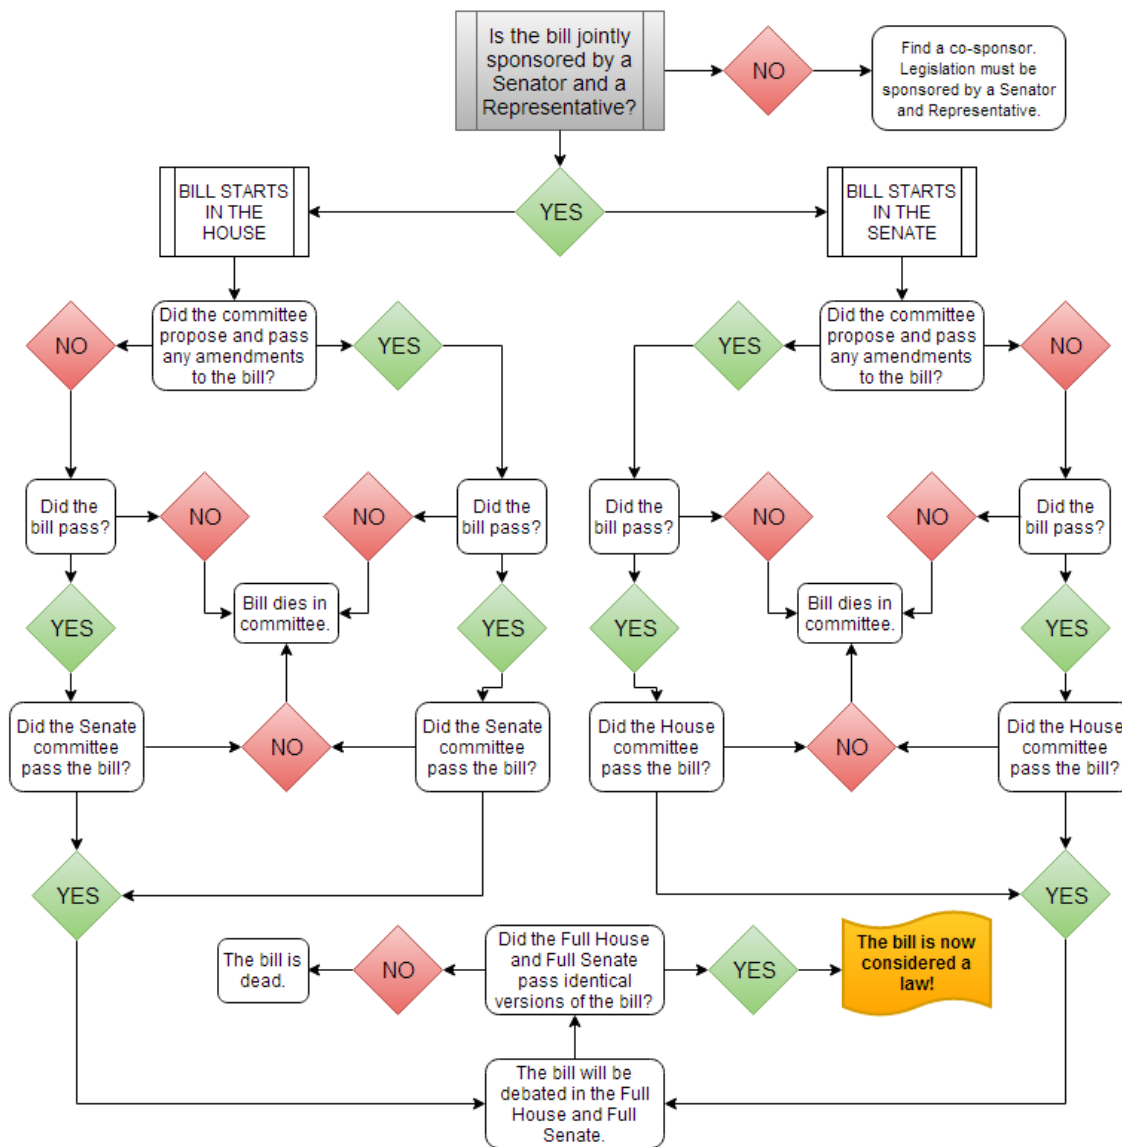 Is the bill jointly
sponsored by a
Senator and a
Representative?
NO
Find a co-sponsor.
Legislation must be
sponsored by a Senator
and Representative.
YES
BILL STARTS
IN THE
HOUSE
BILL STARTS
IN THE
SENATE
NO
Did the committee
propose and pass
any amendments
to the bill?
YES
YES
Did the committee
propose and pass
any amendments
to the bill?
NO
Did the
bill pass?
NO
NO
Did the
bill pass?
Did the
bill pass?
NO
NO
Did the
bill pass?
YES
Bill dies in
committee.
YES
YES
Bill dies in
committee.
YES
Did the Senate
committee
pass the bill?
NO
Did the Senate
committee
pass the bill?
Did the House
committee
pass the bill?
NO
Did the House
committee
pass the bill?
YES
YES
The bill is
dead.
NO
Did the Full House
and Full Senate
pass identical
versions of the bill?
YES
The bill is now
considered a
law!
The bill will be
debated in the Full
House and Full
Senate.